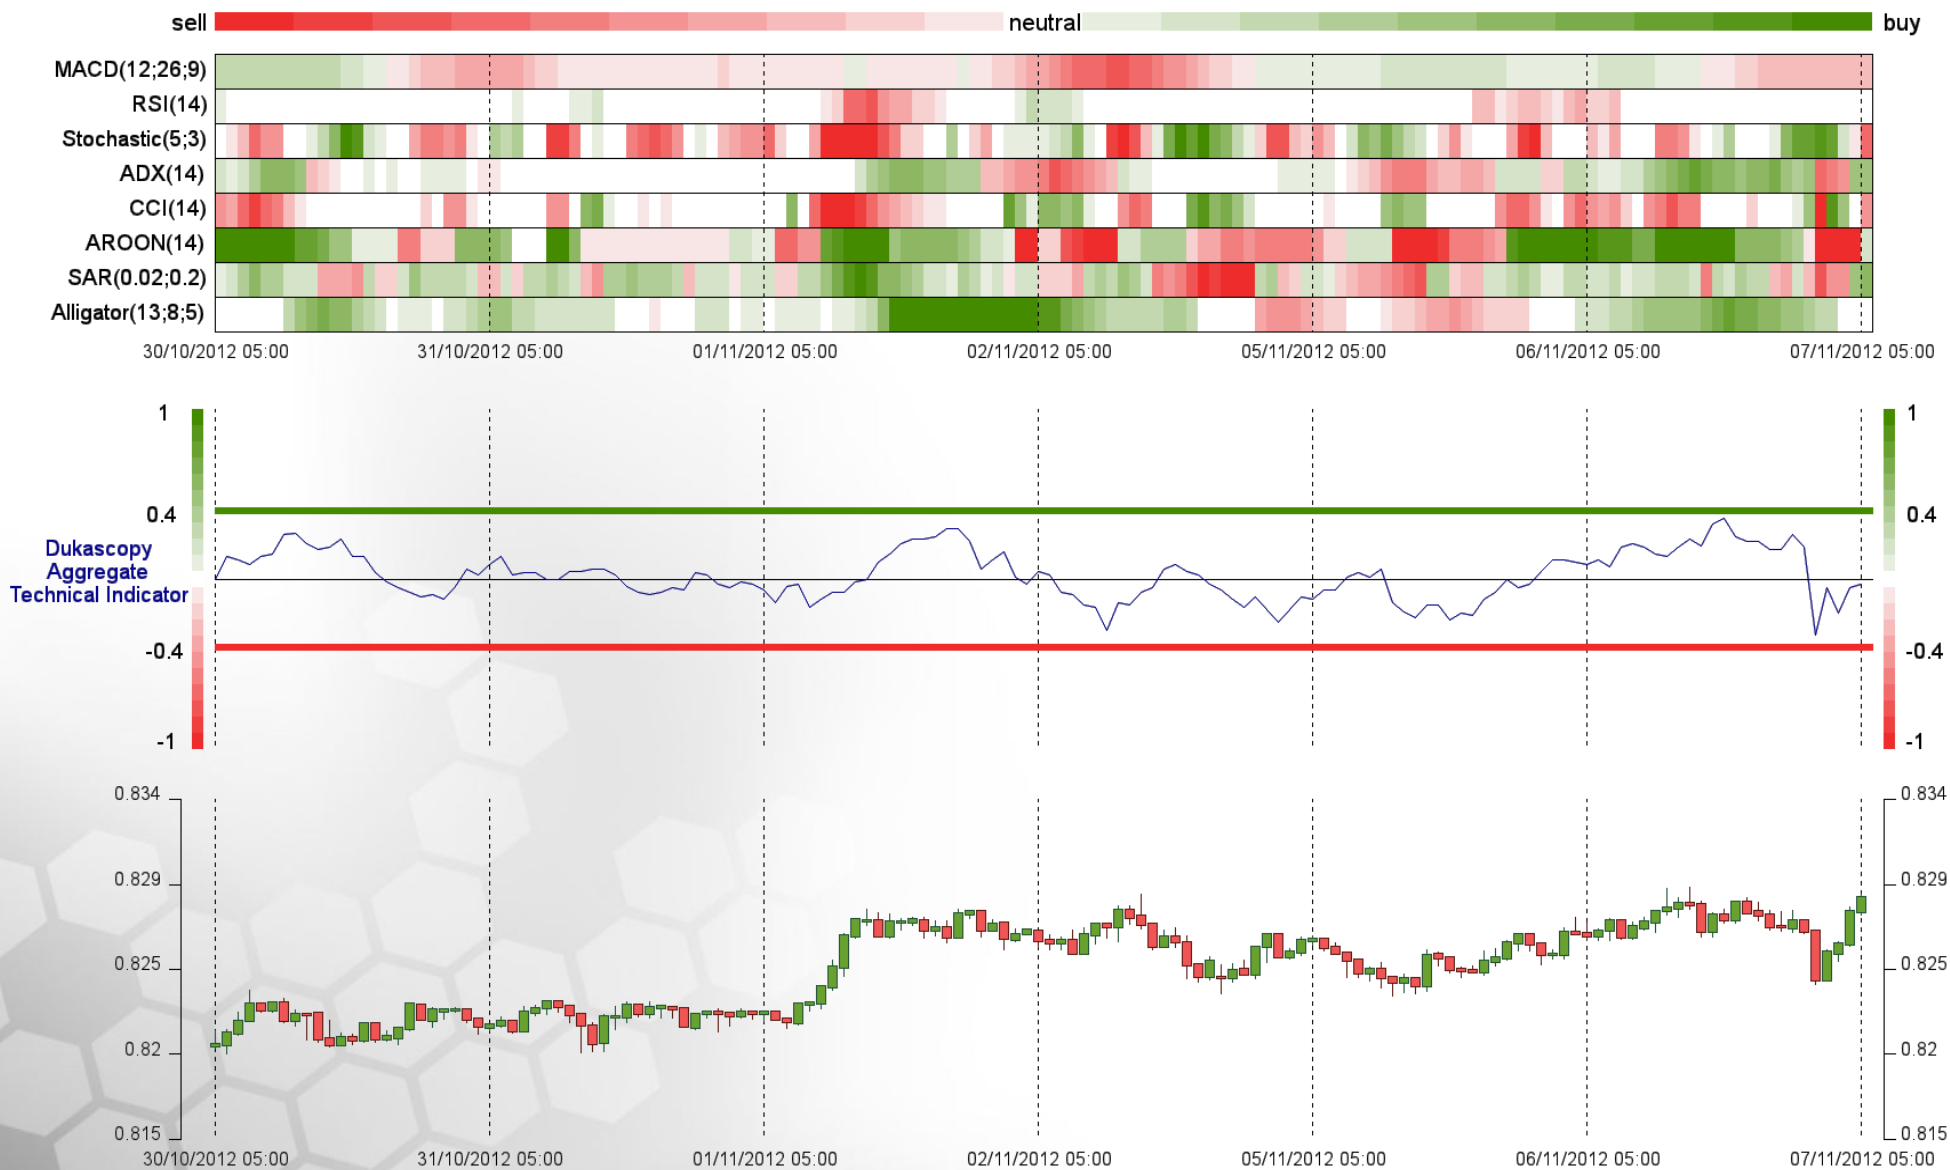 sell neutral buy
MACD(12;26;9)
RSI(14)
Stochastic(5;3)
ADX(14)
CCI(14)
AROON(14)
SAR(0.02;0.2)
Alligator(13;8;5)
30/10/2012 05:00 31/10/2012 05:00 01/11/2012 05:00 02/11/2012 05:00 05/11/2012 05:00 06/11/2012 05:00 07/11/2012 05:00
1 1
0.4 0.4
Dukascopy
Aggregate
Technical Indicator
-0.4 -0.4
-1 -1
0.834 0.834
0.829 0.829
0.825 0.825
0.82 0.82
0.815 0.815
30/10/2012 05:00 31/10/2012 05:00 01/11/2012 05:00 02/11/2012 05:00 05/11/2012 05:00 06/11/2012 05:00 07/11/2012 05:00